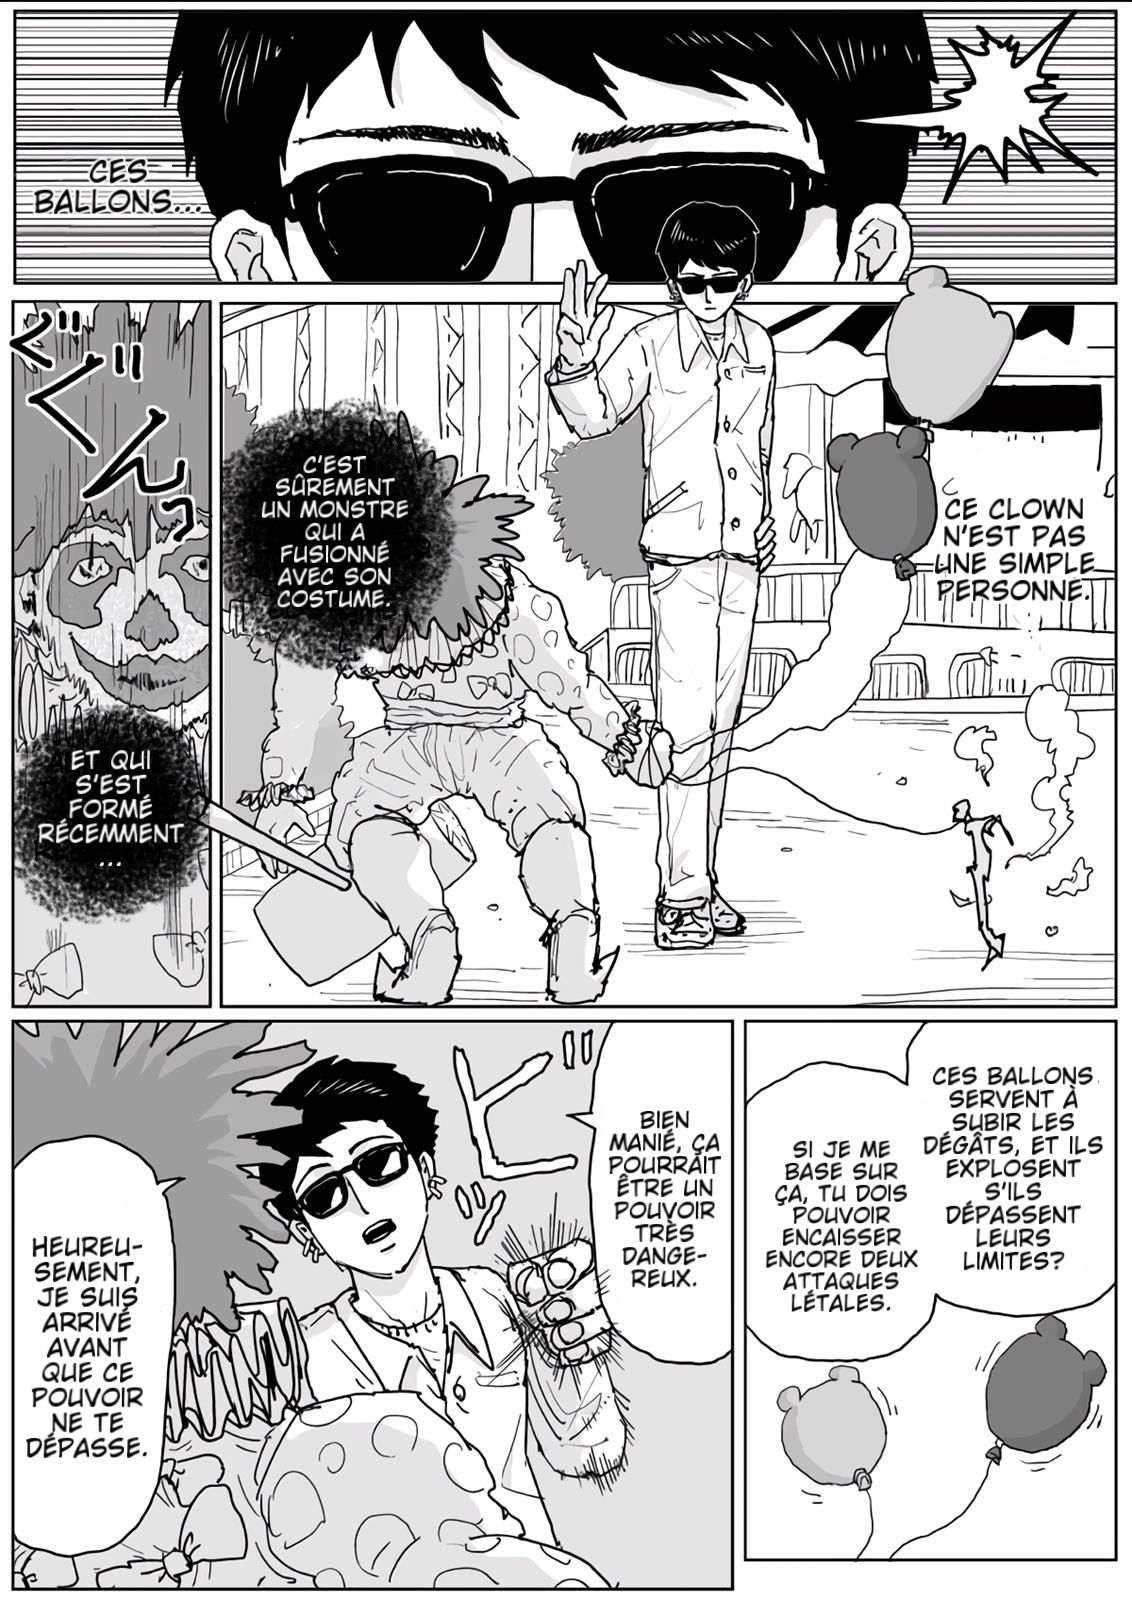 CES
BALLONS...
CE CLOWN
N'EST PAS
UNE SIMPLE
PERSONNE.
C'EST
SÛREMENT
UN MONSTRE
QUI A
FUSIONNÉ
AVEC SON
COSTUME.
ぐ゛
ぐんっ
ET QUI
S'EST
FORMÉ
RÉCEMMENT
...
CES BALLONS
SERVENT À
SUBIR LES
DÉGÂTS, ET ILS
EXPLOSENT
S'ILS
DÉPASSENT
LEURS
LIMITES?
SI JE ME
BASE SUR
ÇA, TU DOIS
POUVOIR
ENCAISSER
ENCORE DEUX
ATTAQUES
LÉTALES.
BIEN
MANIÉ, ÇA
POURRAIT
ÊTRE UN
POUVOIR
TRÈS
DANGE-
REUX.
ビシ
HEUREU-
SEMENT,
JE SUIS
ARRIVÉ
AVANT
QUE CE
POUVOIR
NE TE
DÉPASSE.